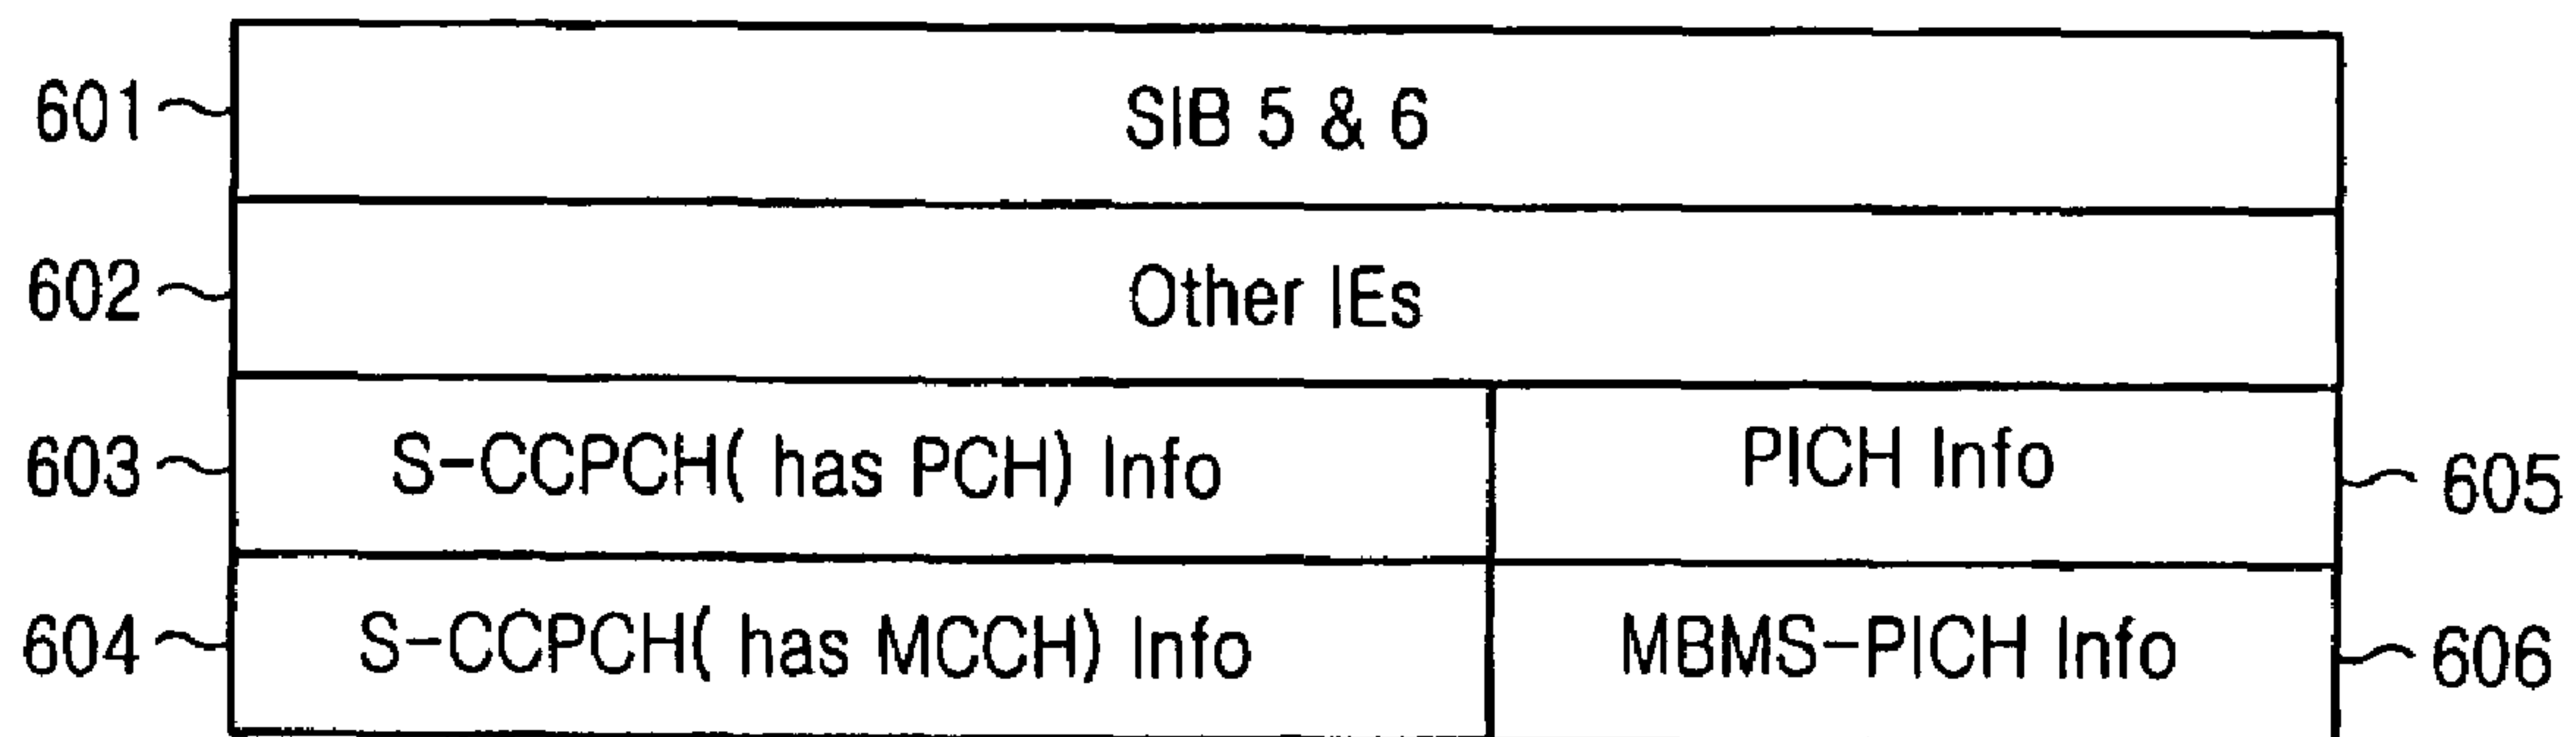 601 SIB 5 & 6
602 Other IEs
603 S-CCPCH( has PCH) Info PICH Info 605
604 S-CCPCH( has MCCH) Info MBMS-PICH Info 606